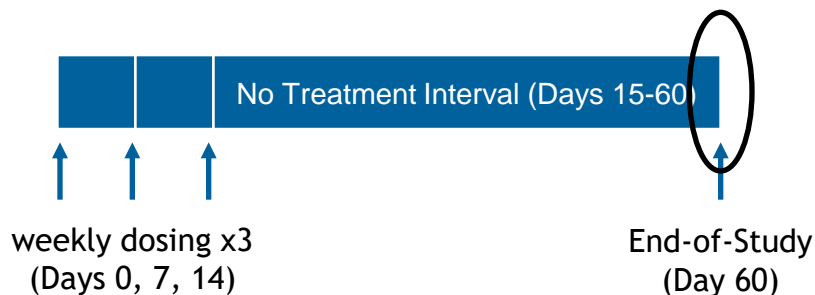 No Treatment Interval (Days 15-60)
weekly dosing x3
(Days 0, 7, 14)
End-of-Study
(Day 60)